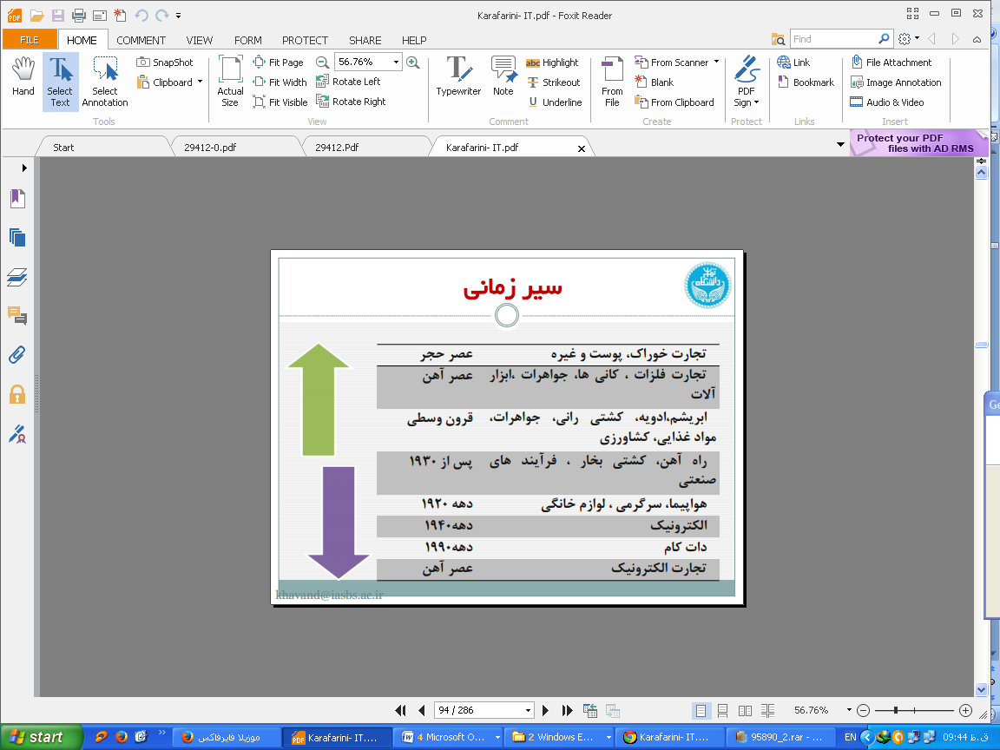 Karafarini- IT.pdf - Foxit Reader
FILE HOME COMMENT VIEW FORM PROTECT SHARE HELP
Find
Hand
Select Text
Select Annotation
SnapShot
Clipboard
Tools
Actual Size
Fit Page
Fit Width
Fit Visible
56.76%
Rotate Left
Rotate Right
View
Typewriter
Note
abc Highlight
Strikeout
Underline
Comment
From File
From Scanner
Blank
From Clipboard
Create
PDF Sign
Protect
Link
Bookmark
Links
File Attachment
Image Annotation
Audio & Video
Insert
Start
29412-0.pdf
29412.Pdf
Karafarini- IT.pdf
Protect your PDF
files with AD RMS
سیر زمانی
تجارت خوراک، پوست و غیره عصر حجر
تجارت فلزات ، کانی ها، جواهرات ،ابزار عصر آهن
آلات
ابریشم،ادویه، کشتی رانی، جواهرات، قرون وسطی
مواد غذایی، کشاورزی
راه آهن، کشتی بخار ، فرآیند های پس از ۱۹۳۰
صنعتی
هواپیما، سرگرمی ، لوازم خانگی دهه ۱۹۲۰
الکترونیک دهه۱۹۴۰
دات کام دهه۱۹۹۰
تجارت الکترونیک عصر آهن
khavand@iasbs.ac.ir
94 / 286
56.76%
start
موزیلا فایرفاکس
Karafarini- IT....
4 Microsoft O...
2 Windows E...
Karafarini- IT....
95890_2.rar - ...
EN
09:44 ق.ظ